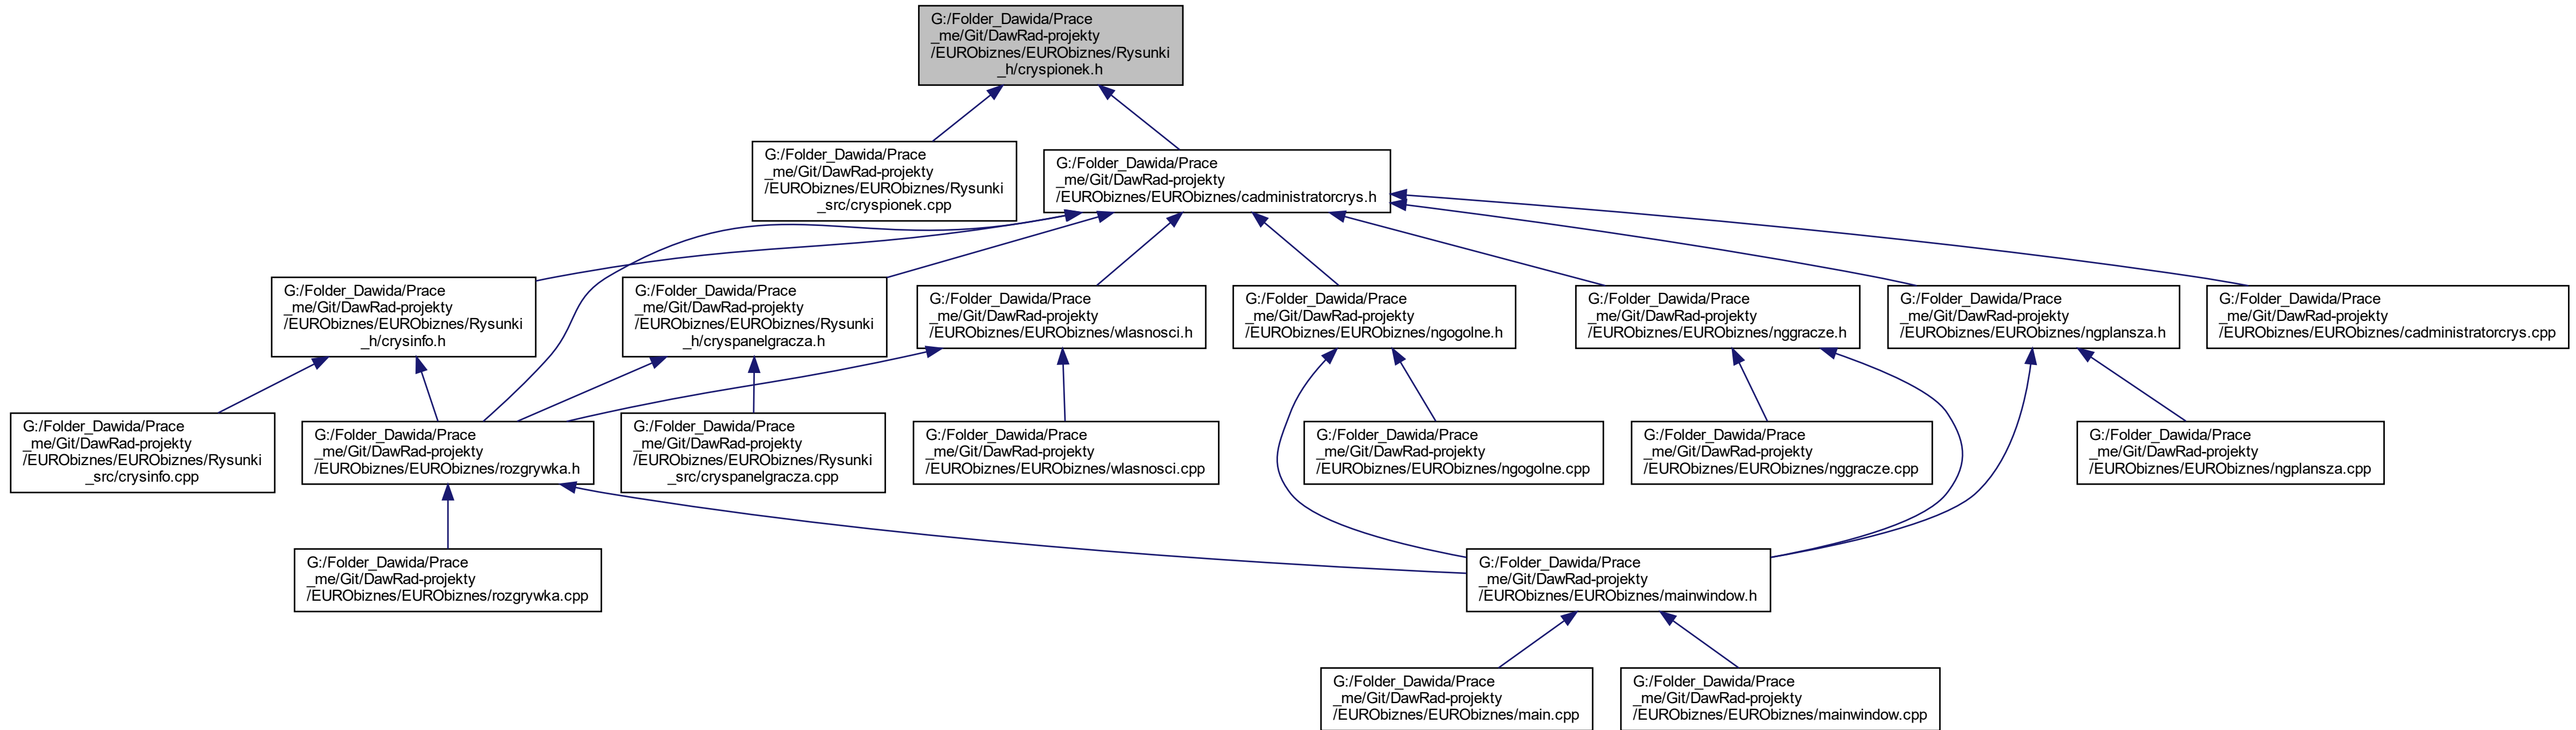 G:/Folder_Dawida/Prace
_me/Git/DawRad-projekty
/EURObiznes/EURObiznes/Rysunki
_h/cryspionek.h
G:/Folder_Dawida/Prace
_me/Git/DawRad-projekty
/EURObiznes/EURObiznes/Rysunki
_src/cryspionek.cpp
G:/Folder_Dawida/Prace
_me/Git/DawRad-projekty
/EURObiznes/EURObiznes/cadministratorcrys.h
G:/Folder_Dawida/Prace
_me/Git/DawRad-projekty
/EURObiznes/EURObiznes/Rysunki
_h/crysinfo.h
G:/Folder_Dawida/Prace
_me/Git/DawRad-projekty
/EURObiznes/EURObiznes/Rysunki
_h/cryspanelgracza.h
G:/Folder_Dawida/Prace
_me/Git/DawRad-projekty
/EURObiznes/EURObiznes/wlasnosci.h
G:/Folder_Dawida/Prace
_me/Git/DawRad-projekty
/EURObiznes/EURObiznes/ngogolne.h
G:/Folder_Dawida/Prace
_me/Git/DawRad-projekty
/EURObiznes/EURObiznes/nggracze.h
G:/Folder_Dawida/Prace
_me/Git/DawRad-projekty
/EURObiznes/EURObiznes/ngplansza.h
G:/Folder_Dawida/Prace
_me/Git/DawRad-projekty
/EURObiznes/EURObiznes/cadministratorcrys.cpp
G:/Folder_Dawida/Prace
_me/Git/DawRad-projekty
/EURObiznes/EURObiznes/Rysunki
_src/crysinfo.cpp
G:/Folder_Dawida/Prace
_me/Git/DawRad-projekty
/EURObiznes/EURObiznes/rozgrywka.h
G:/Folder_Dawida/Prace
_me/Git/DawRad-projekty
/EURObiznes/EURObiznes/Rysunki
_src/cryspanelgracza.cpp
G:/Folder_Dawida/Prace
_me/Git/DawRad-projekty
/EURObiznes/EURObiznes/wlasnosci.cpp
G:/Folder_Dawida/Prace
_me/Git/DawRad-projekty
/EURObiznes/EURObiznes/ngogolne.cpp
G:/Folder_Dawida/Prace
_me/Git/DawRad-projekty
/EURObiznes/EURObiznes/nggracze.cpp
G:/Folder_Dawida/Prace
_me/Git/DawRad-projekty
/EURObiznes/EURObiznes/ngplansza.cpp
G:/Folder_Dawida/Prace
_me/Git/DawRad-projekty
/EURObiznes/EURObiznes/rozgrywka.cpp
G:/Folder_Dawida/Prace
_me/Git/DawRad-projekty
/EURObiznes/EURObiznes/mainwindow.h
G:/Folder_Dawida/Prace
_me/Git/DawRad-projekty
/EURObiznes/EURObiznes/main.cpp
G:/Folder_Dawida/Prace
_me/Git/DawRad-projekty
/EURObiznes/EURObiznes/mainwindow.cpp